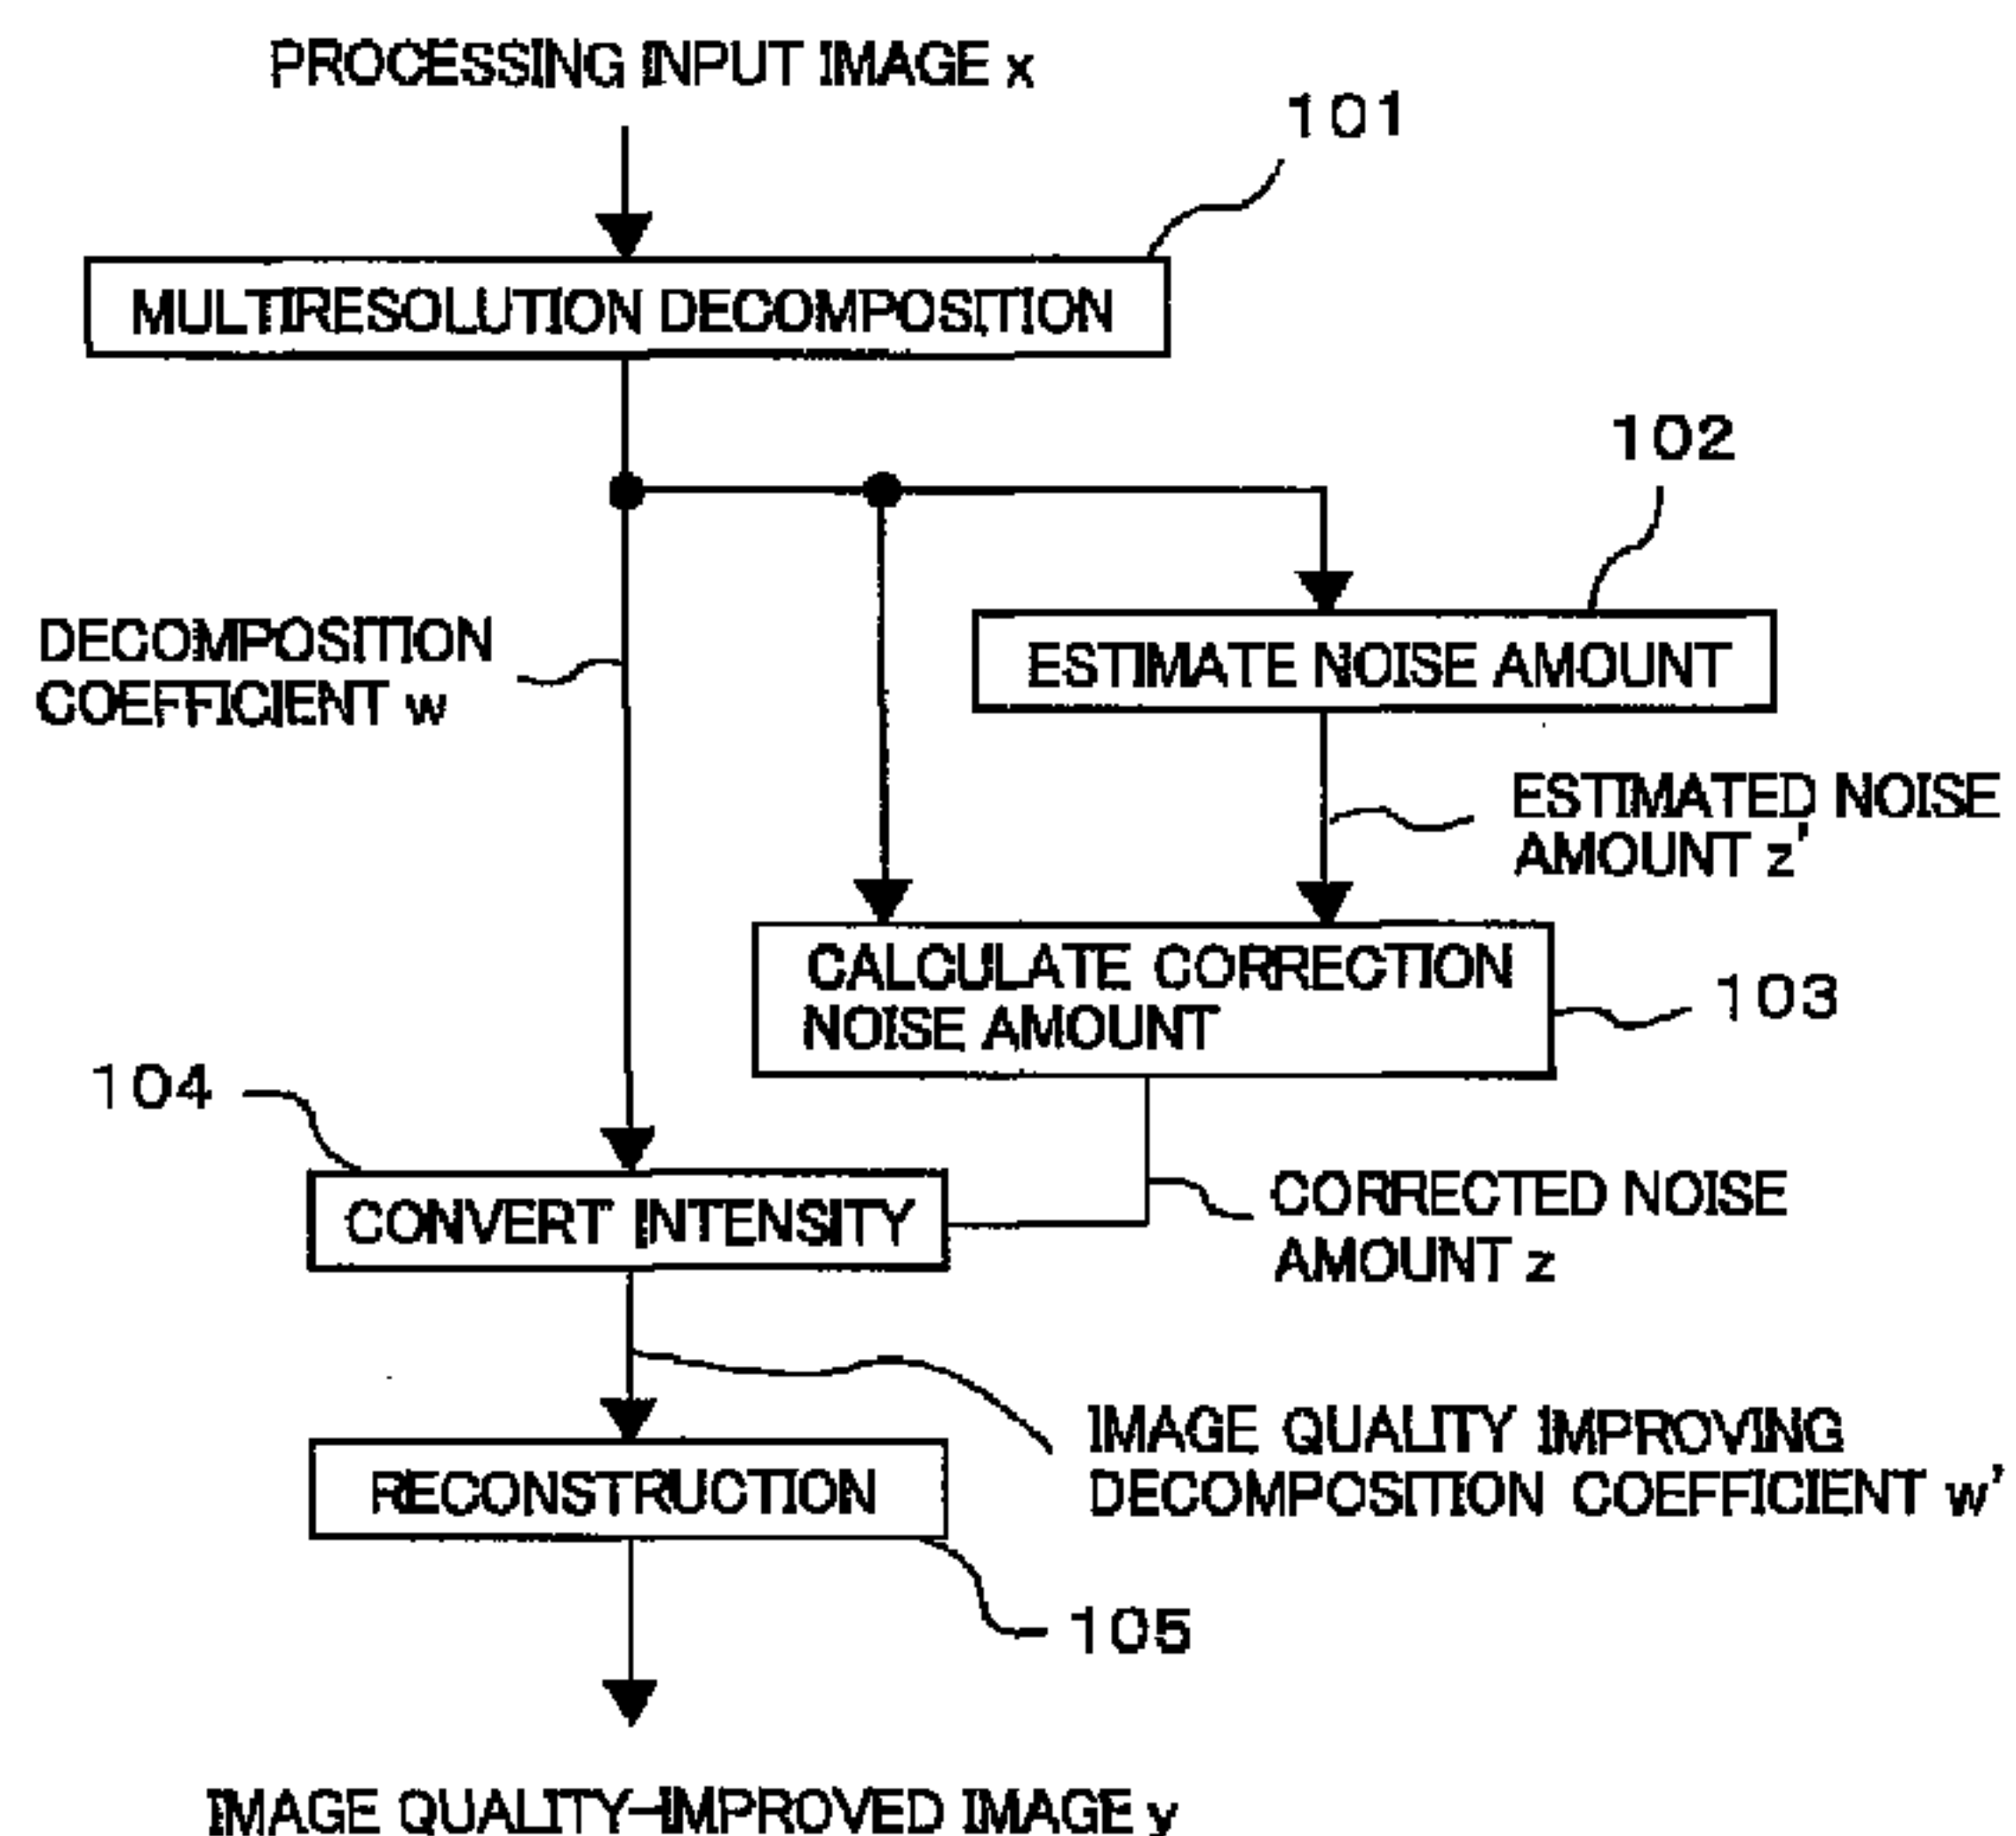 PROCESSING INPUT IMAGE x
101
MULTIRESOLUTION DECOMPOSITION
102
DECOMPOSITION
COEFFICIENT w
ESTIMATE NOISE AMOUNT
ESTIMATED NOISE
AMOUNT z'
CALCULATE CORRECTION
NOISE AMOUNT
103
104
CONVERT INTENSITY
CORRECTED NOISE
AMOUNT z
IMAGE QUALITY IMPROVING
DECOMPOSITION COEFFICIENT w'
RECONSTRUCTION
105
IMAGE QUALITY-IMPROVED IMAGE y